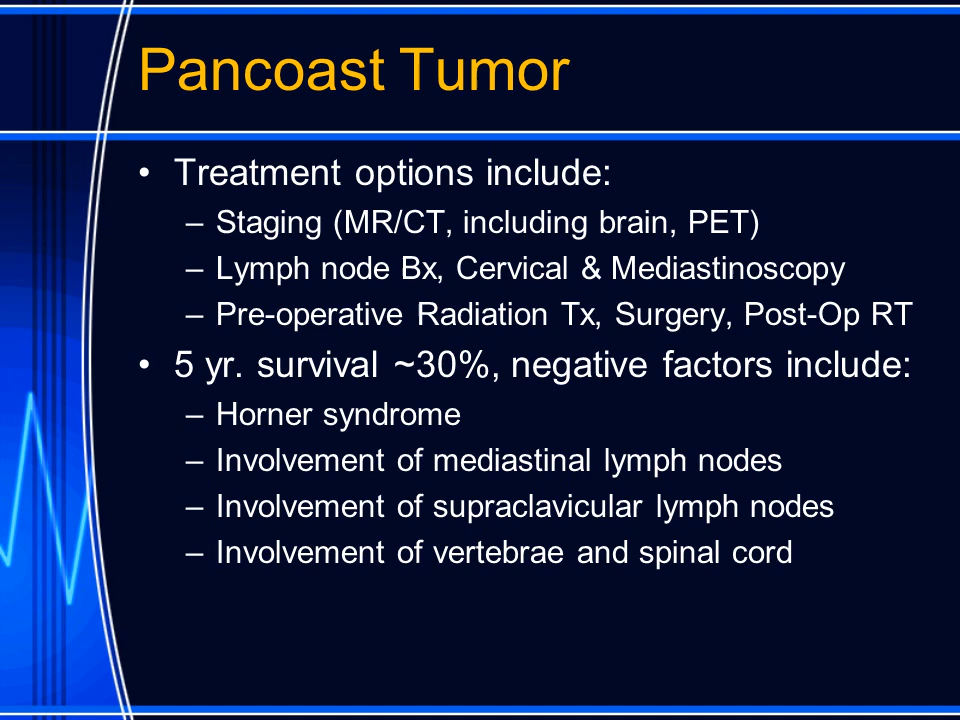 Pancoast Tumor
• Treatment options include:
– Staging (MR/CT, including brain, PET)
– Lymph node Bx, Cervical & Mediastinoscopy
– Pre-operative Radiation Tx, Surgery, Post-Op RT
• 5 yr. survival ~30%, negative factors include:
– Horner syndrome
– Involvement of mediastinal lymph nodes
– Involvement of supraclavicular lymph nodes
– Involvement of vertebrae and spinal cord